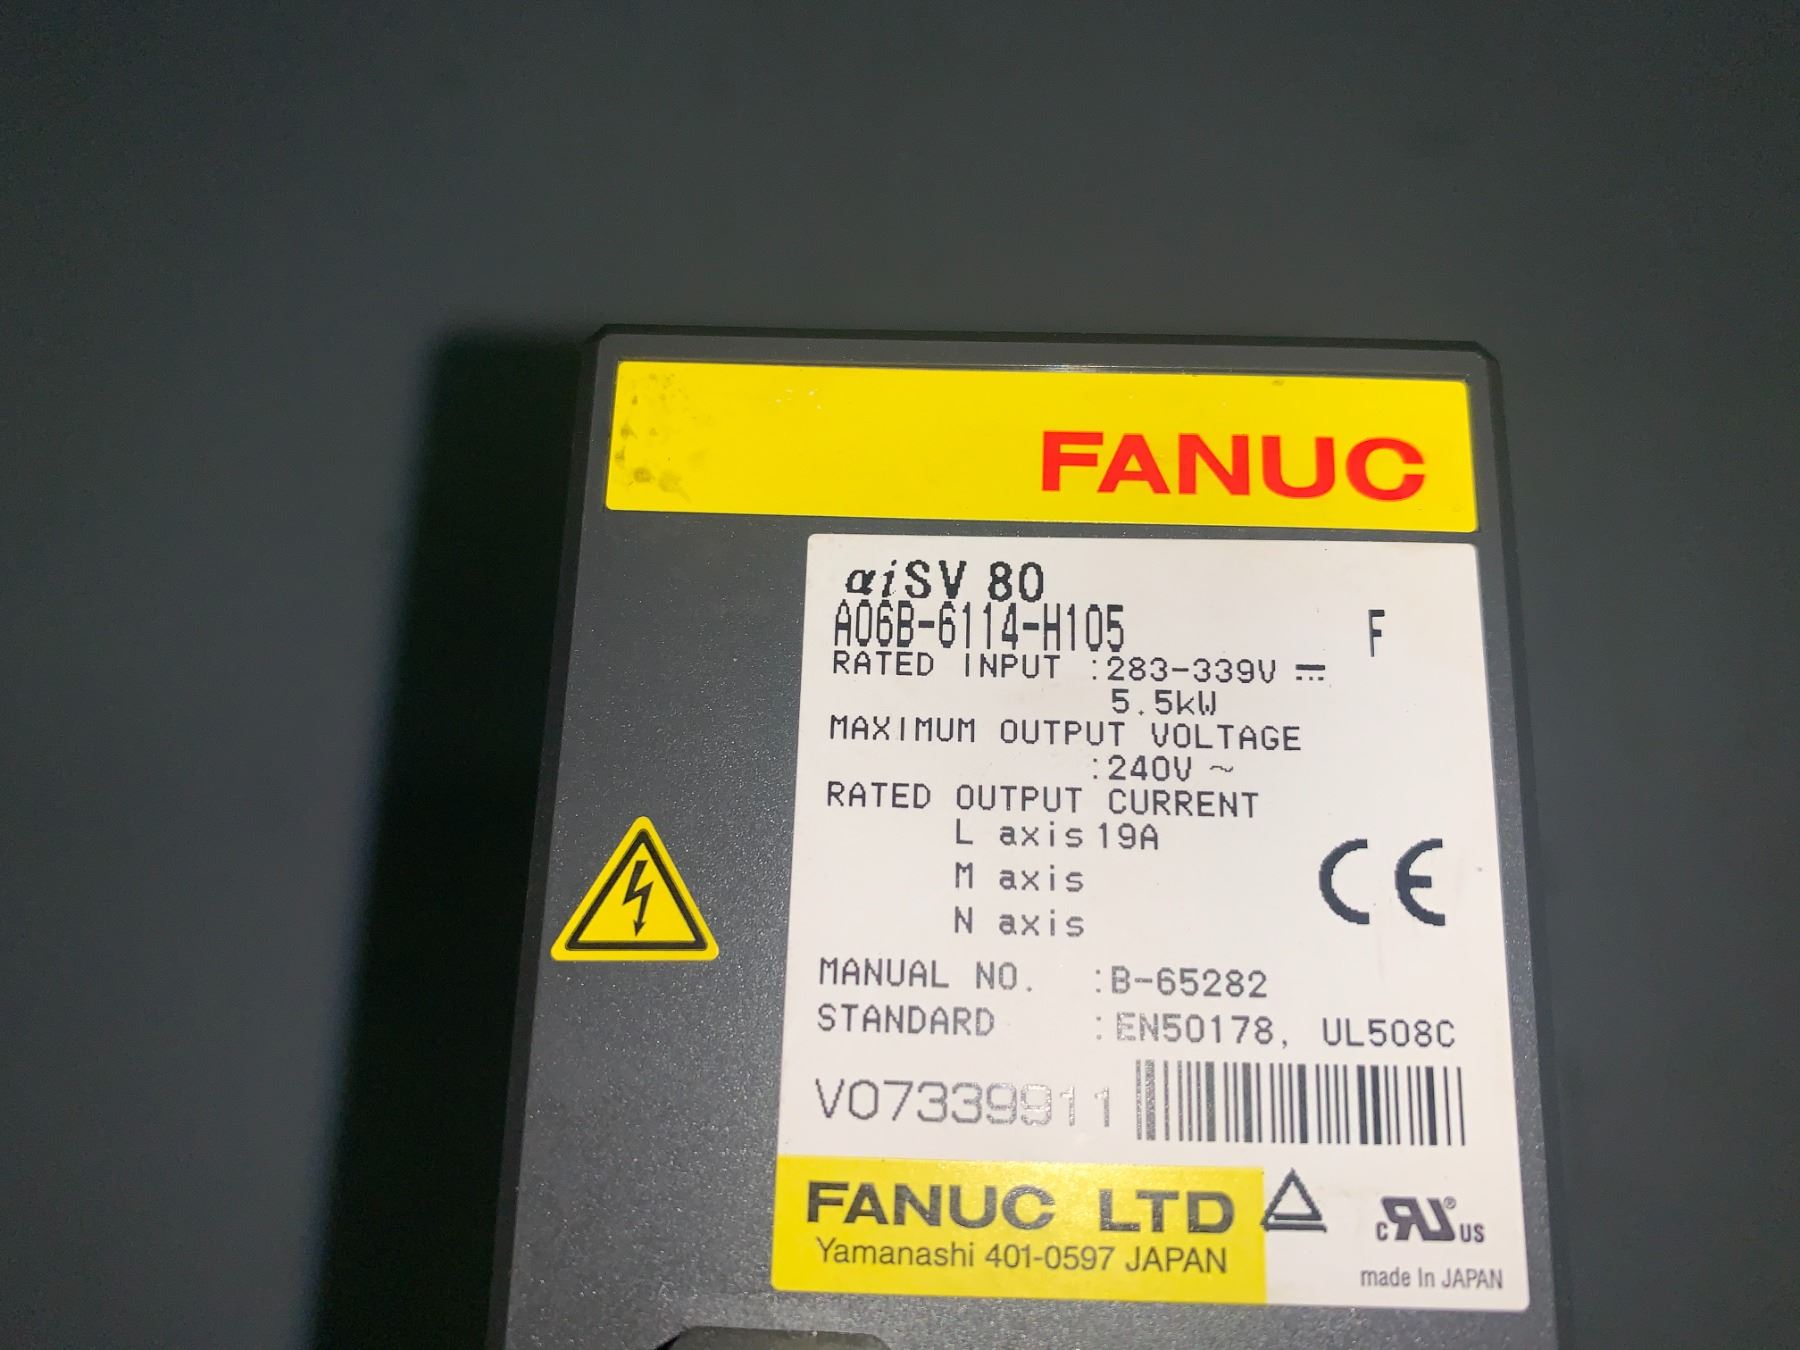 FANUC
αiSV 80
A06B-6114-H105 F
RATED INPUT :283-339V ⎓
5.5kW
MAXIMUM OUTPUT VOLTAGE
:240V ~
RATED OUTPUT CURRENT
L axis 19A
M axis
N axis
CE
MANUAL NO. :B-65282
STANDARD :EN50178, UL508C
V07339911
FANUC LTD
Yamanashi 401-0597 JAPAN
c RU ® US
made In JAPAN